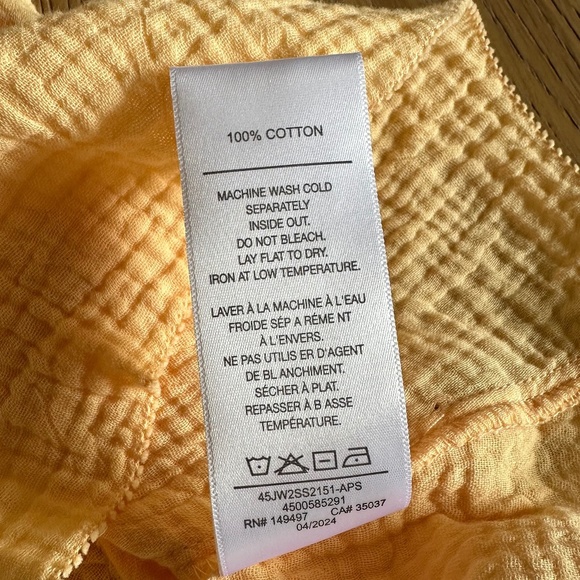 100% COTTON
MACHINE WASH COLD
SEPARATELY
INSIDE OUT.
DO NOT BLEACH.
LAY FLAT TO DRY.
IRON AT LOW TEMPERATURE.
LAVER À LA MACHINE À L'EAU
FROIDE SÉP A RÉME NT
À L'ENVERS.
NE PAS UTILIS ER D'AGENT
DE BL ANCHIMENT.
SÉCHER À PLAT.
REPASSER À B ASSE
TEMPÉRATURE.
45JW2SS2151-APS
4500585291
RN# 149497 CA# 35037
04/2024